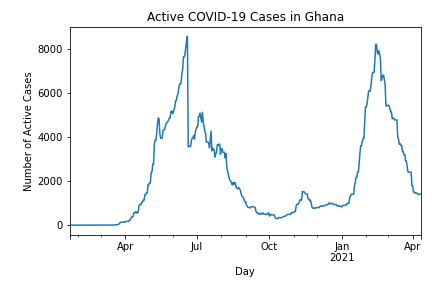 Active COVID-19 Cases in Ghana
Number of Active Cases
8000
6000
4000
2000
0
Apr
Jul
Oct
Jan
2021
Apr
Day